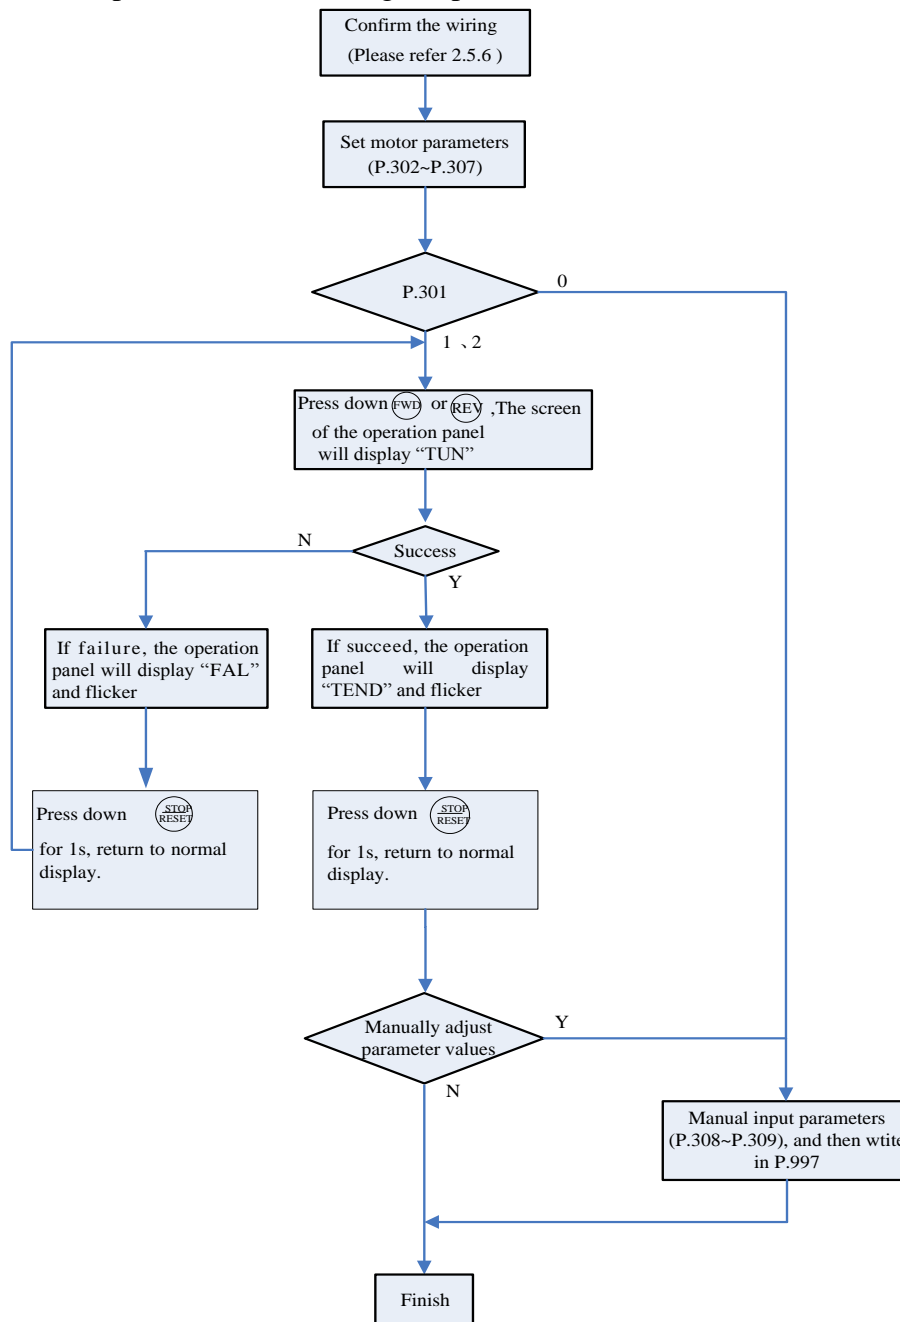 Confirm the wiring
(Please refer 2.5.6 )
Set motor parameters
(P.302~P.307)
P.301
0
1 、2
Press down FWD or REV ,The screen
of the operation panel
will display “TUN”
N
Success
Y
If failure, the operation
panel will display “FAL”
and flicker
If succeed, the operation
panel will display
“TEND” and flicker
Press down STOP
RESET
for 1s, return to normal
display.
Press down STOP
RESET
for 1s, return to normal
display.
Manually adjust
parameter values
Y
N
Manual input parameters
(P.308~P.309), and then wtite
in P.997
Finish